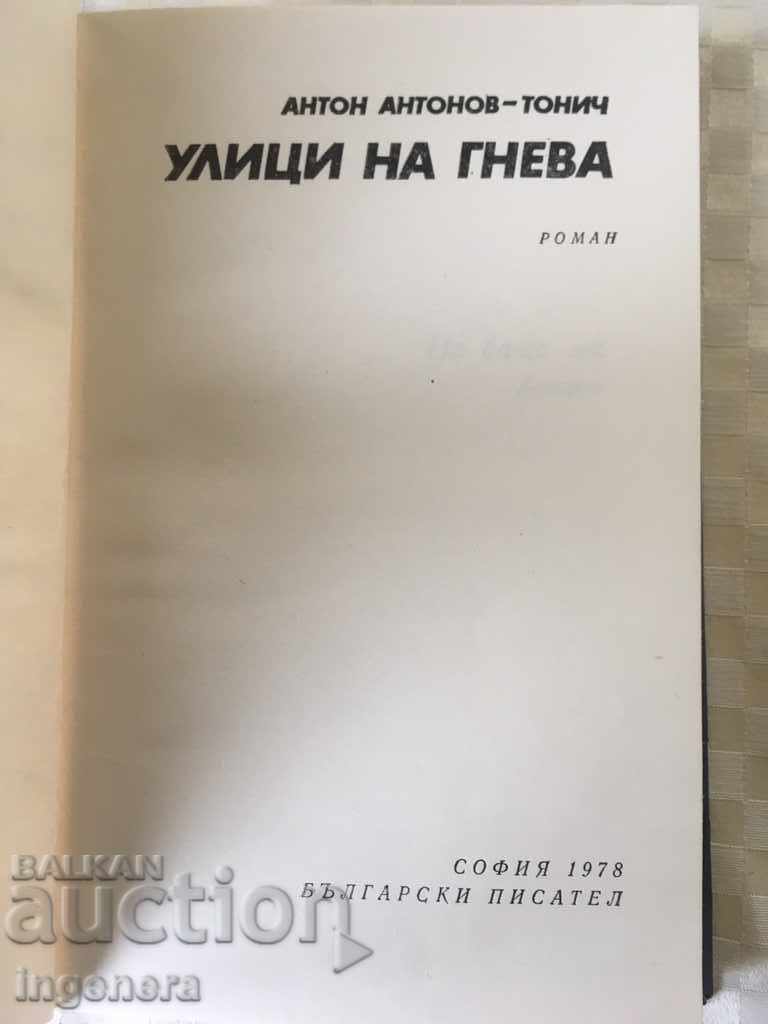 АНТОН АНТОНОВ-ТОНИЧ
УЛИЦИ НА ГНЕВА
РОМАН
СОФИЯ 1978
БЪЛГАРСКИ ПИСАТЕЛ
BALKAN
auction
ingenera